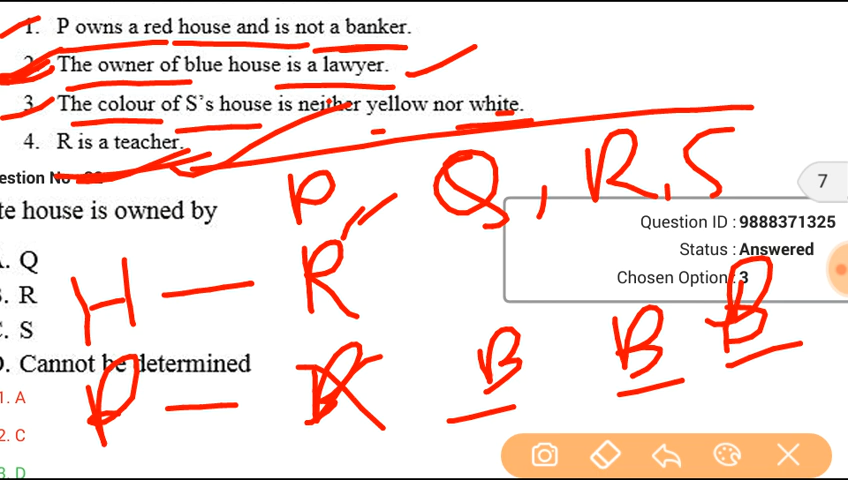 1. P owns a red house and is not a banker.
2. The owner of blue house is a lawyer.
3. The colour of S's house is neither yellow nor white.
4. R is a teacher.
estion No
te house is owned by
. Q
. R
. S
. Cannot be determined
1. A
2. C
3. D
7
Question ID : 9888371325
Status : Answered
Chosen Option : 3
P Q, R, S
H — R
B B B
P —